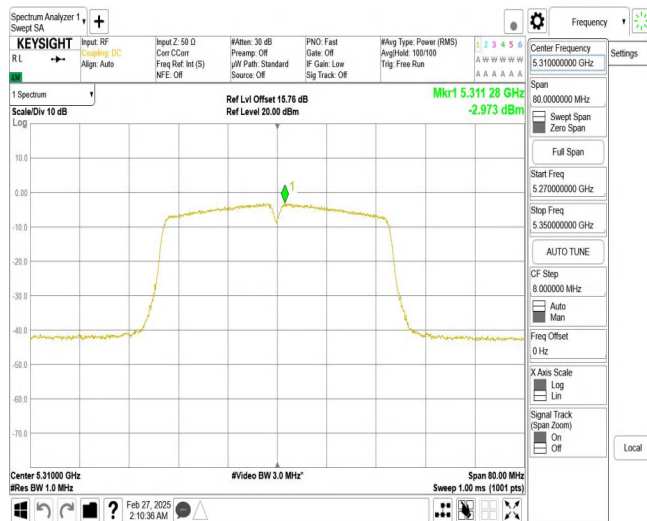 Spectrum Analyzer 1
Swept SA
Frequency
KEYSIGHT
RL
Input: RF
Coupling: DC
Align: Auto
Input Z: 50 Ω
Corr CCorr
Freq Ref: Int (S)
NFE: Off
#Atten: 30 dB
Preamp: Off
µW Path: Standard
Source: Off
PNO: Fast
Gate: Off
IF Gain: Low
Sig Track: Off
#Avg Type: Power (RMS)
Avg|Hold: 100/100
Trig: Free Run
1 2 3 4 5 6
A W W W W W
A A A A A A
1 Spectrum
Scale/Div 10 dB
Log
Ref Lvl Offset 15.76 dB
Ref Level 20.00 dBm
Mkr1 5.311 28 GHz
-2.973 dBm
1
10.0
0.00
-10.0
-20.0
-30.0
-40.0
-50.0
-60.0
-70.0
Center 5.31000 GHz
#Res BW 1.0 MHz
#Video BW 3.0 MHz*
Span 80.00 MHz
Sweep 1.00 ms (1001 pts)
Feb 27, 2025
2:10:36 AM
Center Frequency
5.310000000 GHz
Settings
Span
80.0000000 MHz
Swept Span
Zero Span
Full Span
Start Freq
5.270000000 GHz
Stop Freq
5.350000000 GHz
AUTO TUNE
CF Step
8.000000 MHz
Auto
Man
Freq Offset
0 Hz
X Axis Scale
Log
Lin
Signal Track
(Span Zoom)
On
Off
Local